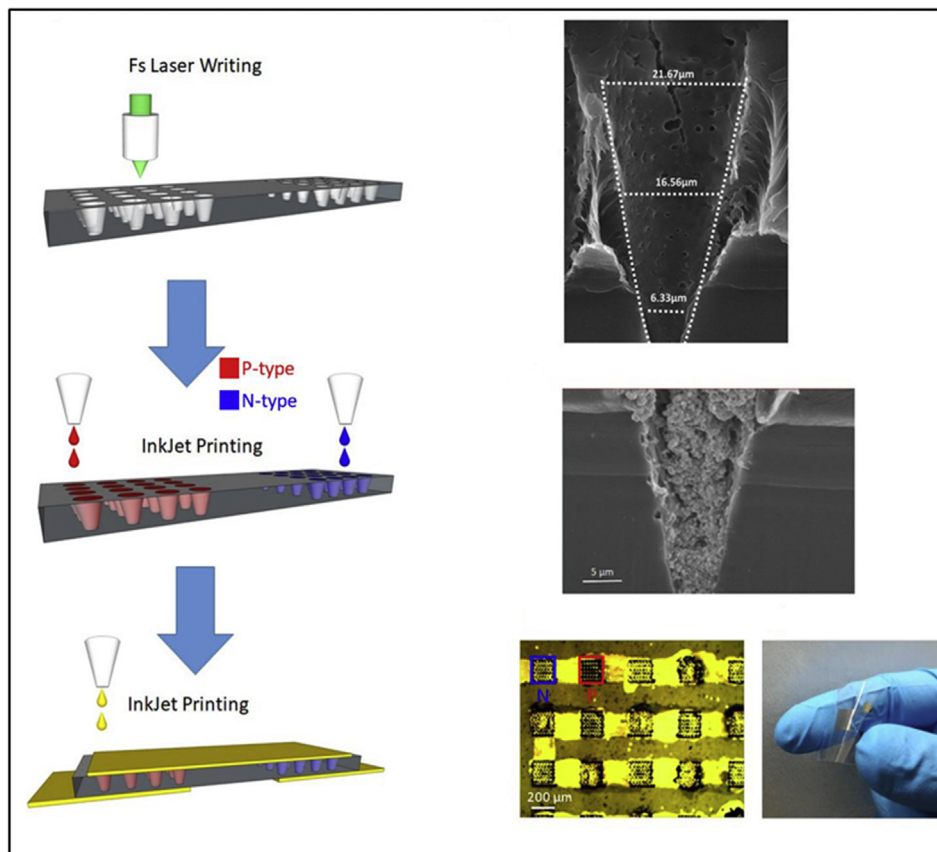 Fs Laser Writing
P-type
N-type
InkJet Printing
InkJet Printing
21.67µm
16.56µm
6.33µm
5 µm
N
P
200 µm